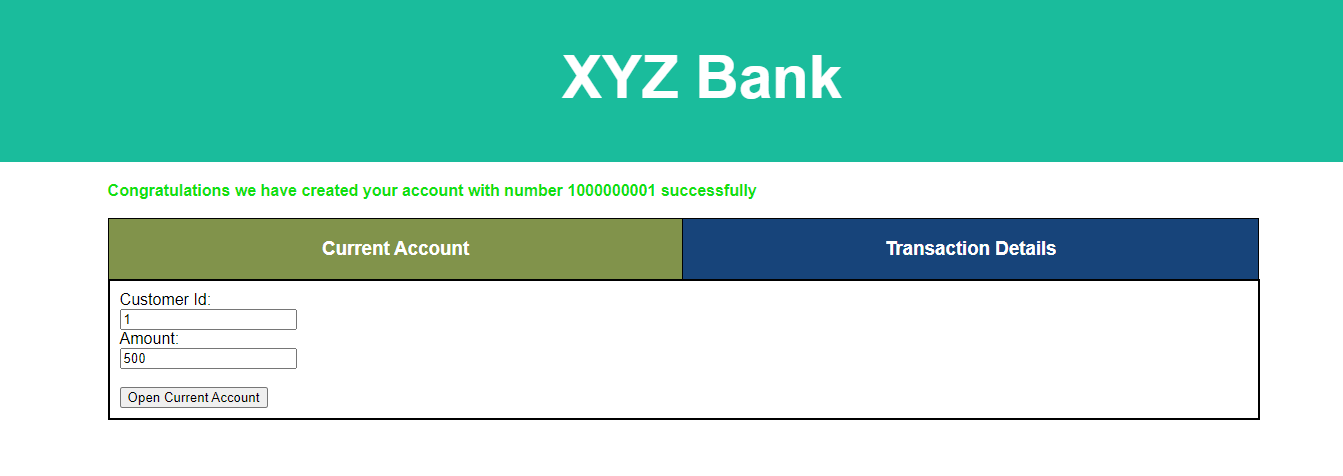 XYZ Bank
Congratulations we have created your account with number 1000000001 successfully
Current Account
Transaction Details
Customer Id:
1
Amount:
500
Open Current Account